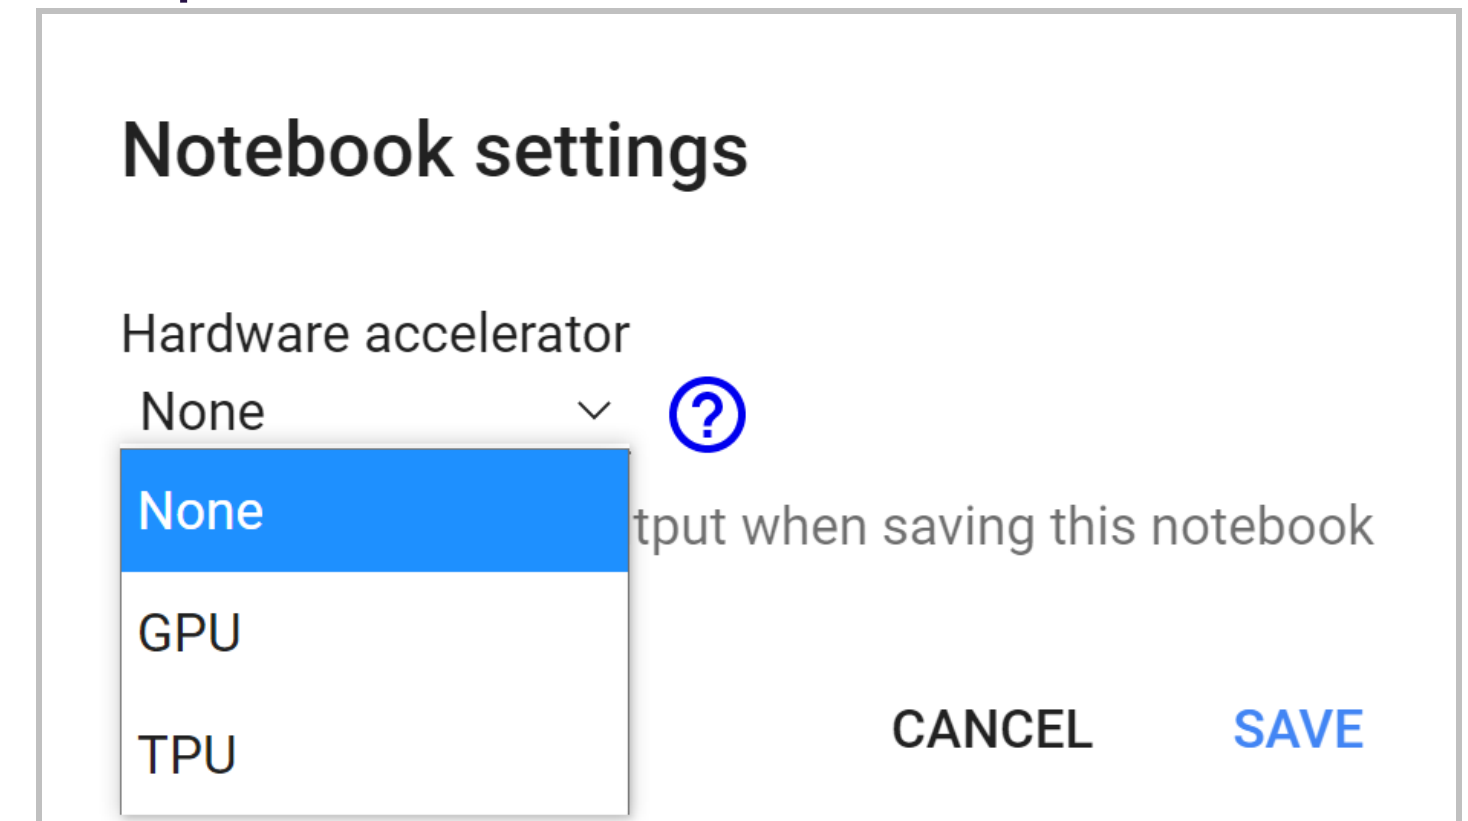 Notebook settings
Hardware accelerator
None
None
tput when saving this notebook
GPU
TPU
CANCEL SAVE